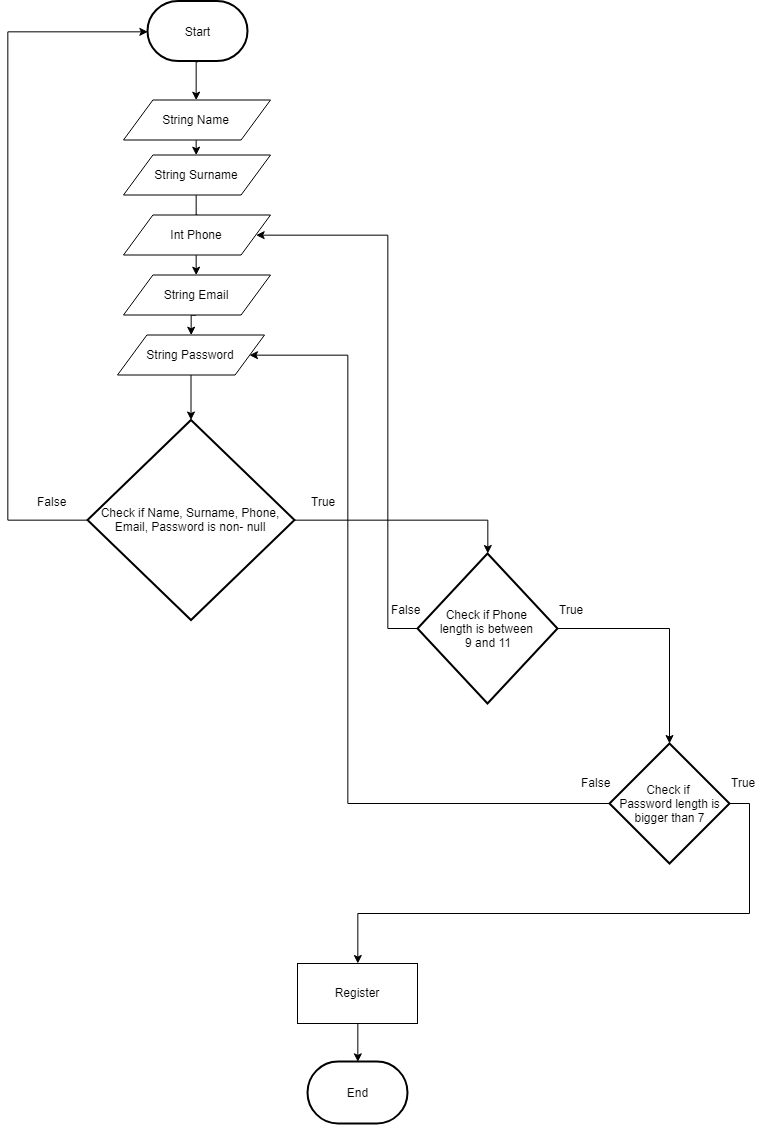 Start
String Name
String Surname
Int Phone
String Email
String Password
False
True
Check if Name, Surname, Phone,
Email, Password is non- null
False
True
Check if Phone
length is between
9 and 11
False
True
Check if
Password length is
bigger than 7
Register
End